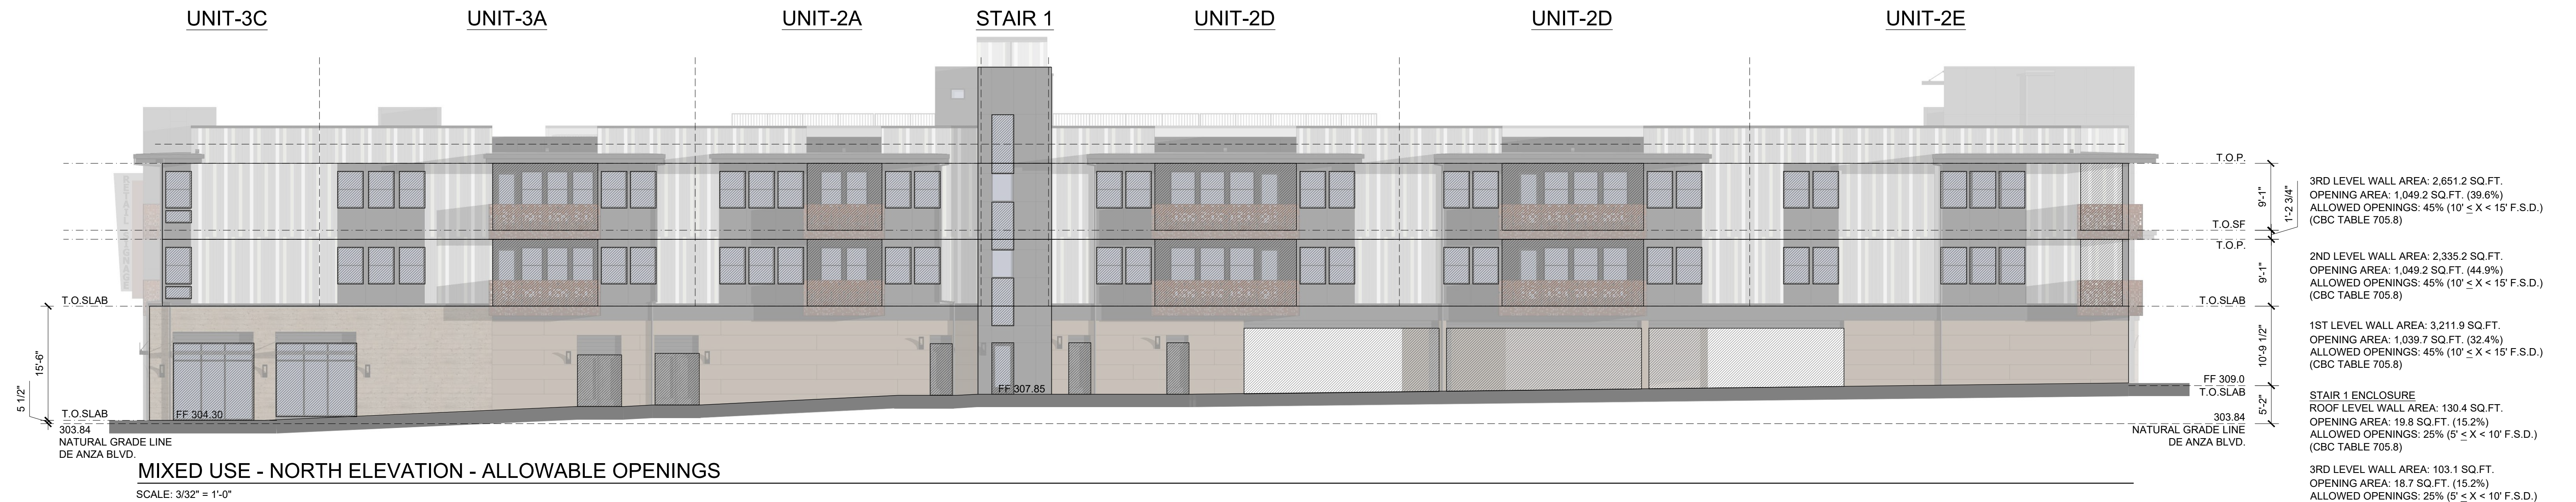 UNIT-3C
UNIT-3A
UNIT-2A
STAIR 1
UNIT-2D
UNIT-2D
UNIT-2E
T.O.P.
9'-1"
1'-2 3/4"
T.O.SF
T.O.P.
9'-1"
T.O.SLAB
T.O.SLAB
15'-6"
10'-9 1/2"
5 1/2"
FF 307.85
FF 309.0
T.O.SLAB
5'-2"
T.O.SLAB
FF 304.30
303.84
NATURAL GRADE LINE
DE ANZA BLVD.
303.84
NATURAL GRADE LINE
DE ANZA BLVD.
3RD LEVEL WALL AREA: 2,651.2 SQ.FT.
OPENING AREA: 1,049.2 SQ.FT. (39.6%)
ALLOWED OPENINGS: 45% (10' < X < 15' F.S.D.)
(CBC TABLE 705.8)
2ND LEVEL WALL AREA: 2,335.2 SQ.FT.
OPENING AREA: 1,049.2 SQ.FT. (44.9%)
ALLOWED OPENINGS: 45% (10' < X < 15' F.S.D.)
(CBC TABLE 705.8)
1ST LEVEL WALL AREA: 3,211.9 SQ.FT.
OPENING AREA: 1,039.7 SQ.FT. (32.4%)
ALLOWED OPENINGS: 45% (10' < X < 15' F.S.D.)
(CBC TABLE 705.8)
STAIR 1 ENCLOSURE
ROOF LEVEL WALL AREA: 130.4 SQ.FT.
OPENING AREA: 19.8 SQ.FT. (15.2%)
ALLOWED OPENINGS: 25% (5' < X < 10' F.S.D.)
(CBC TABLE 705.8)
3RD LEVEL WALL AREA: 103.1 SQ.FT.
OPENING AREA: 18.7 SQ.FT. (15.2%)
ALLOWED OPENINGS: 25% (5' < X < 10' F.S.D.)
MIXED USE - NORTH ELEVATION - ALLOWABLE OPENINGS
SCALE: 3/32" = 1'-0"